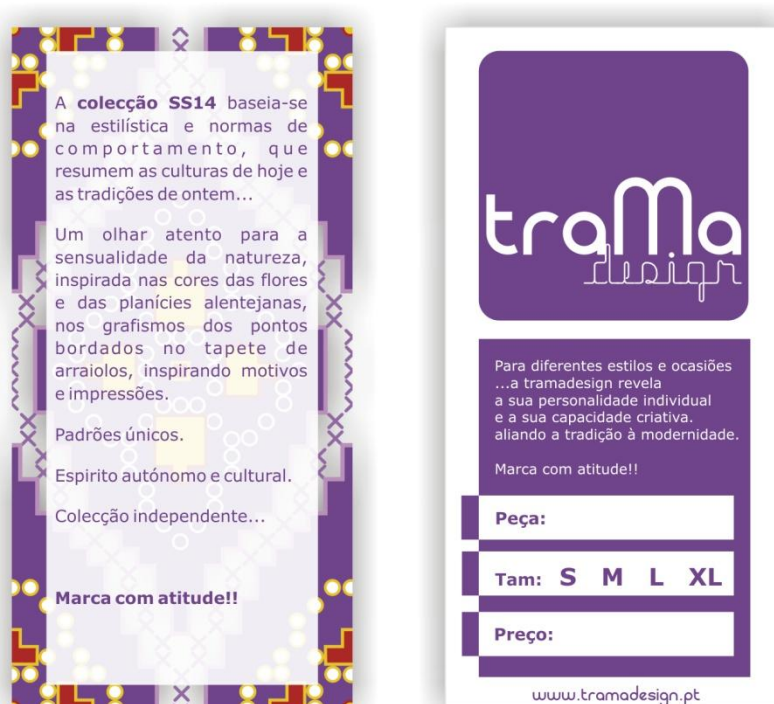 A colecção SS14 baseia-se
na estilística e normas de
comportamento, que
resumem as culturas de hoje e
as tradições de ontem...
Um olhar atento para a
sensualidade da natureza,
inspirada nas cores das flores
e das planícies alentejanas,
nos grafismos dos pontos
bordados no tapete de
arraiolos, inspirando motivos
e impressões.
Padrões únicos.
Espirito autónomo e cultural.
Colecção independente...
Marca com atitude!!
traMa
design
Para diferentes estilos e ocasiões
...a tramadesign revela
a sua personalidade individual
e a sua capacidade criativa.
aliando a tradição à modernidade.
Marca com atitude!!
Peça:
Tam: S M L XL
Preço:
www.tramadesign.pt